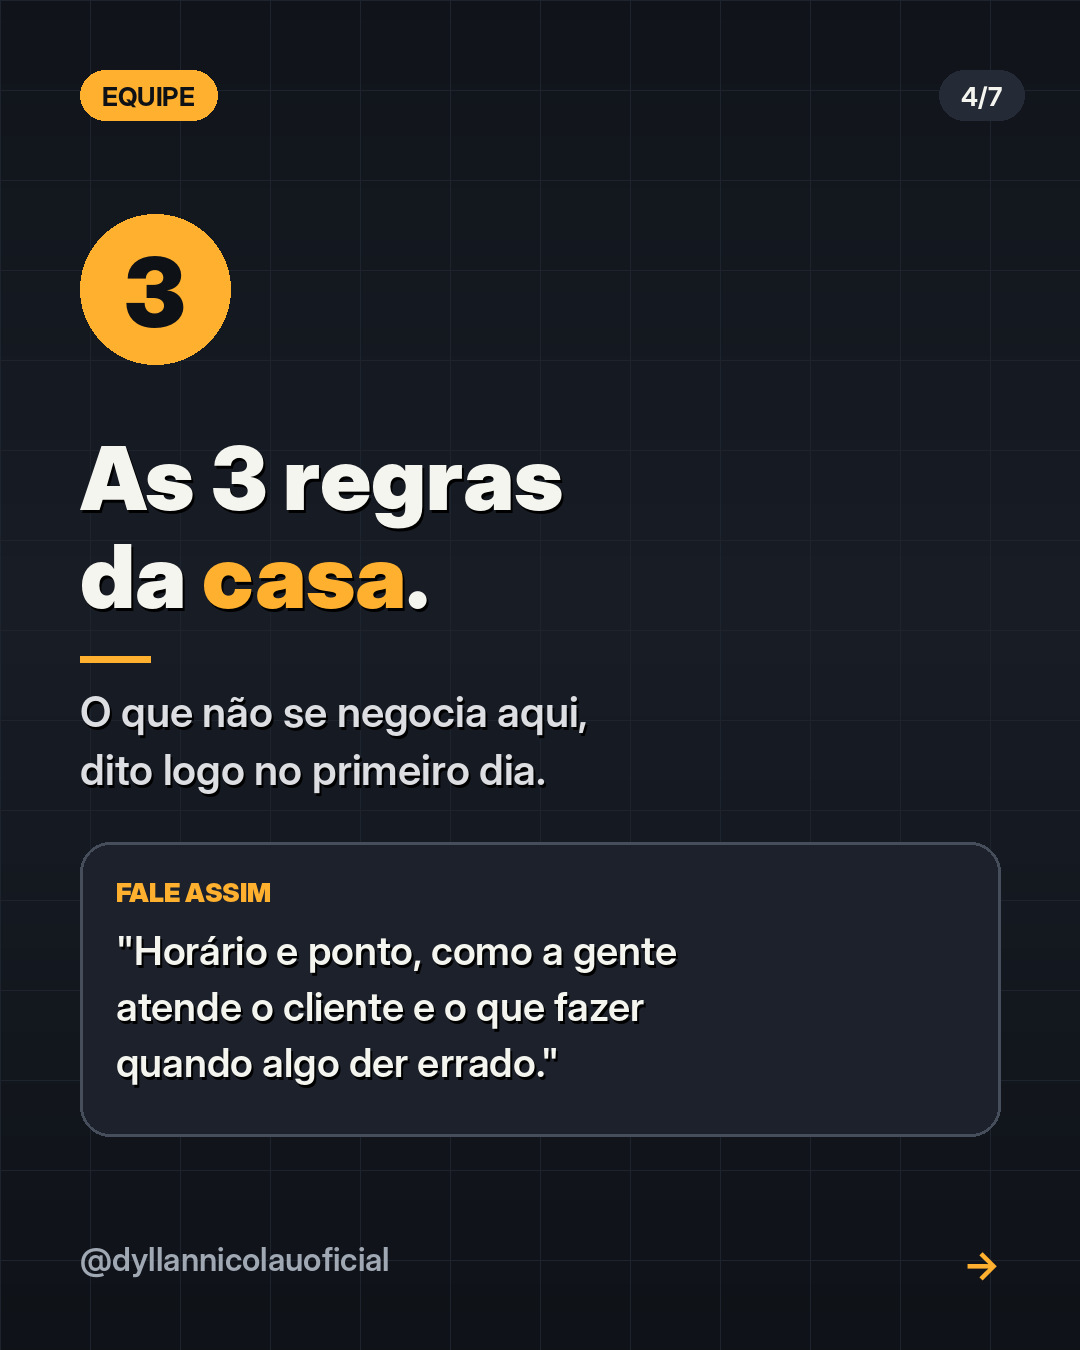 EQUIPE
4/7
3
As 3 regras
da casa.
O que não se negocia aqui,
dito logo no primeiro dia.
FALE ASSIM
"Horário e ponto, como a gente
atende o cliente e o que fazer
quando algo der errado."
@dyllannicolauoficial
→